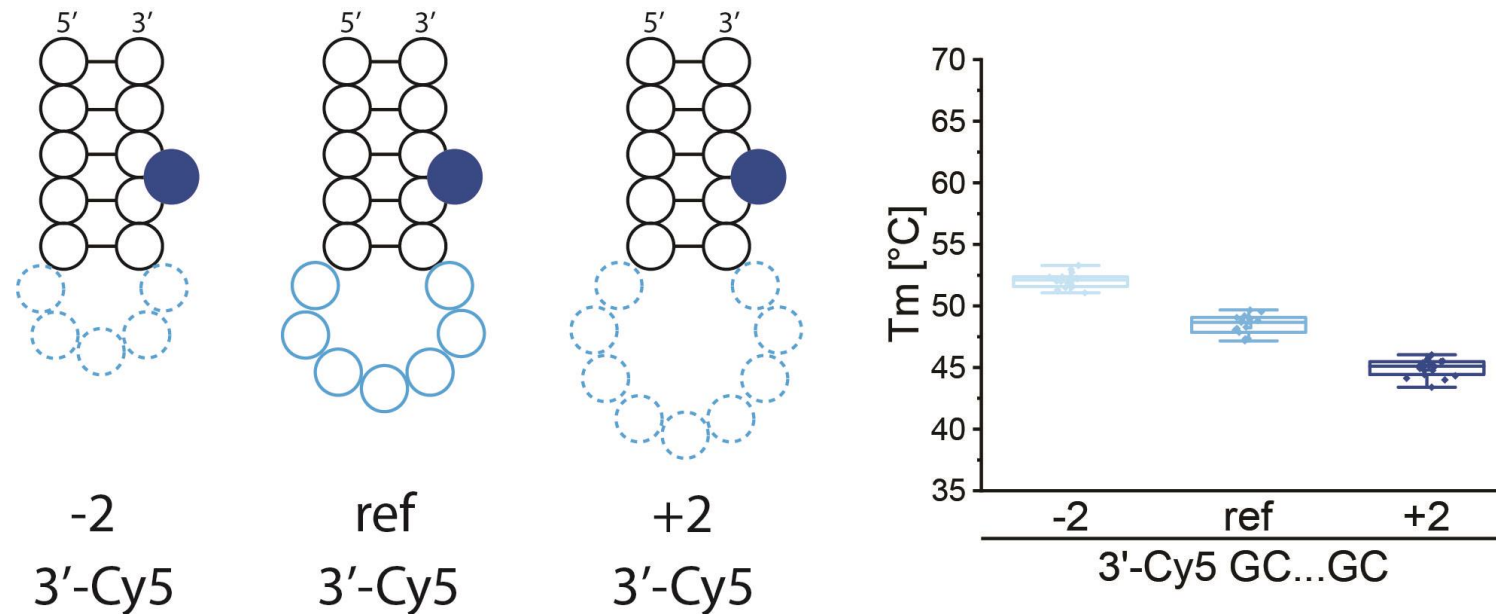 5′ 3′
5′ 3′
5′ 3′
-2
3′-Cy5
ref
3′-Cy5
+2
3′-Cy5
Tm [°C]
70
65
60
55
50
45
40
35
-2 ref +2
3'-Cy5 GC...GC